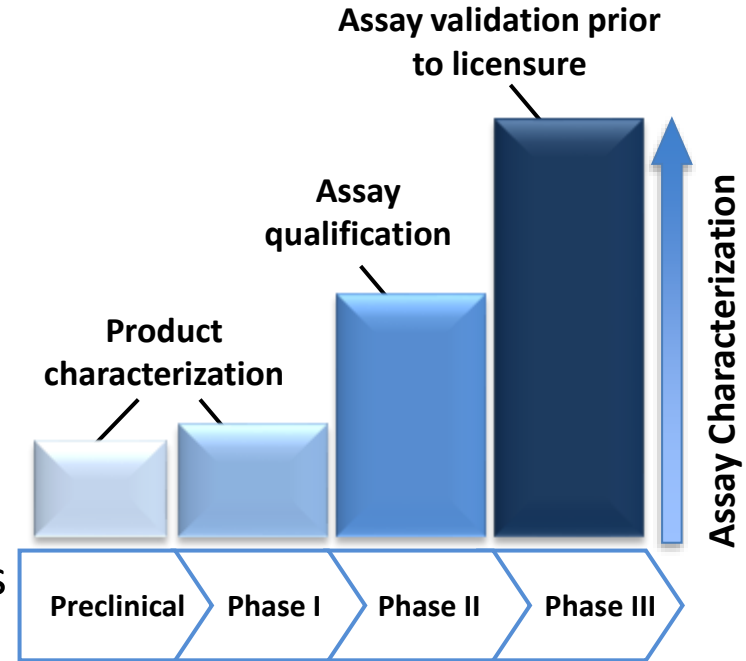 Assay validation prior
to licensure
Assay
qualification
Product
characterization
Assay Characterization
s
Preclinical
Phase I
Phase II
Phase III